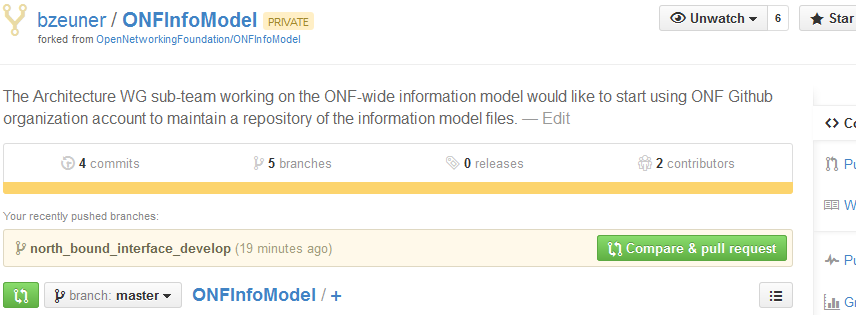 bzeuner / ONFInfoModel PRIVATE
Unwatch 6
Star
forked from OpenNetworkingFoundation/ONFInfoModel
The Architecture WG sub-team working on the ONF-wide information model would like to start using ONF Github
organization account to maintain a repository of the information model files. — Edit
4 commits
5 branches
0 releases
2 contributors
Your recently pushed branches:
north_bound_interface_develop (19 minutes ago)
Compare & pull request
branch: master
ONFInfoModel / +
Co
Pu
W
Pu
Gr